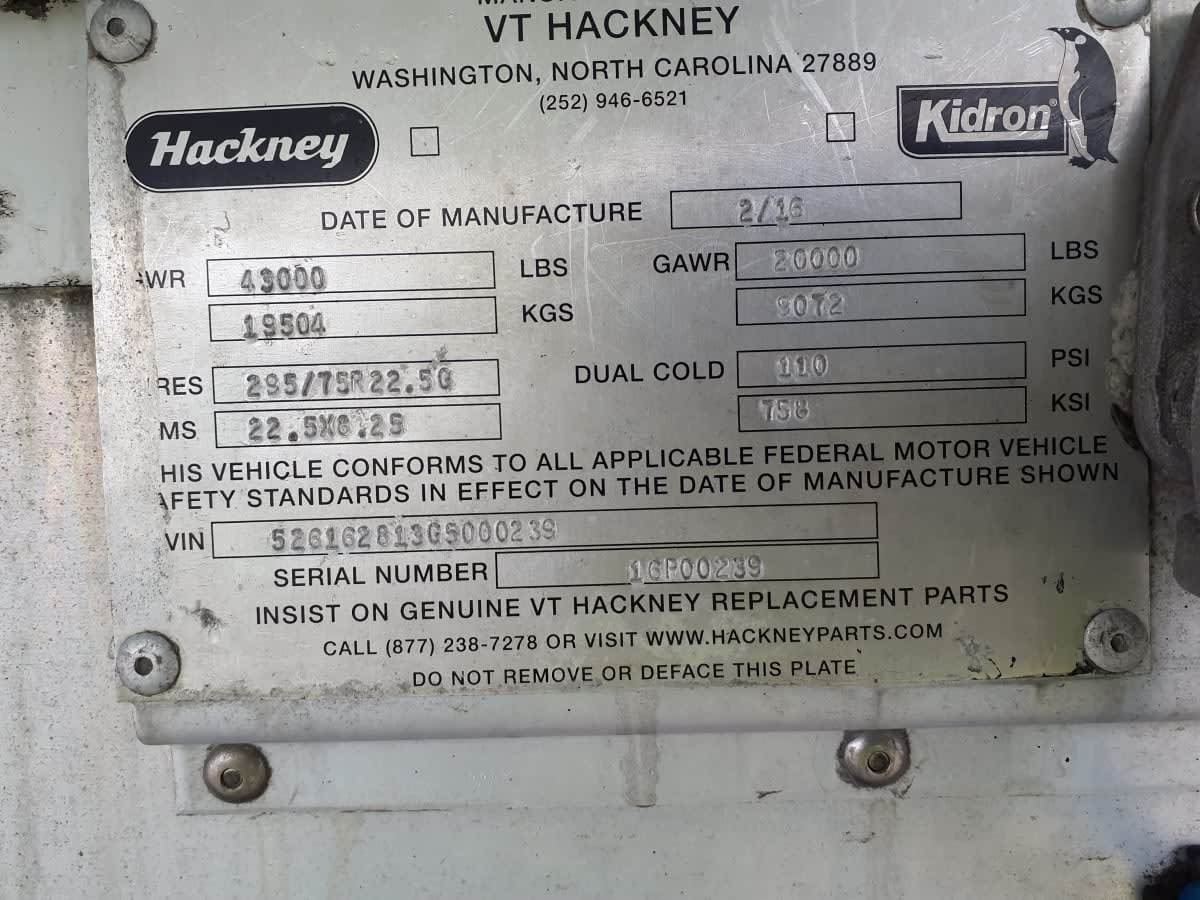 VT HACKNEY
WASHINGTON, NORTH CAROLINA 27889
(252) 946-6521
Hackney
Kidron®
DATE OF MANUFACTURE 2/16
WR 43000 LBS GAWR 20000 LBS
19504 KGS 9072 KGS
RES 295/75R22.5G DUAL COLD 110 PSI
MS 22.5X8.25 758 KSI
HIS VEHICLE CONFORMS TO ALL APPLICABLE FEDERAL MOTOR VEHICLE
AFETY STANDARDS IN EFFECT ON THE DATE OF MANUFACTURE SHOWN
VIN 526162813G5000239
SERIAL NUMBER 16P00239
INSIST ON GENUINE VT HACKNEY REPLACEMENT PARTS
CALL (877) 238-7278 OR VISIT WWW.HACKNEYPARTS.COM
DO NOT REMOVE OR DEFACE THIS PLATE